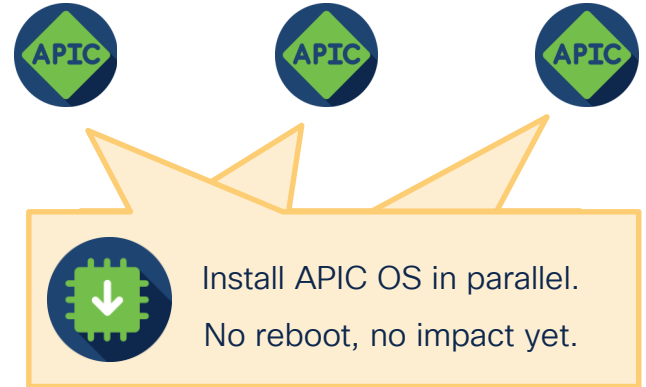 APIC APIC APIC
Install APIC OS in parallel.
No reboot, no impact yet.